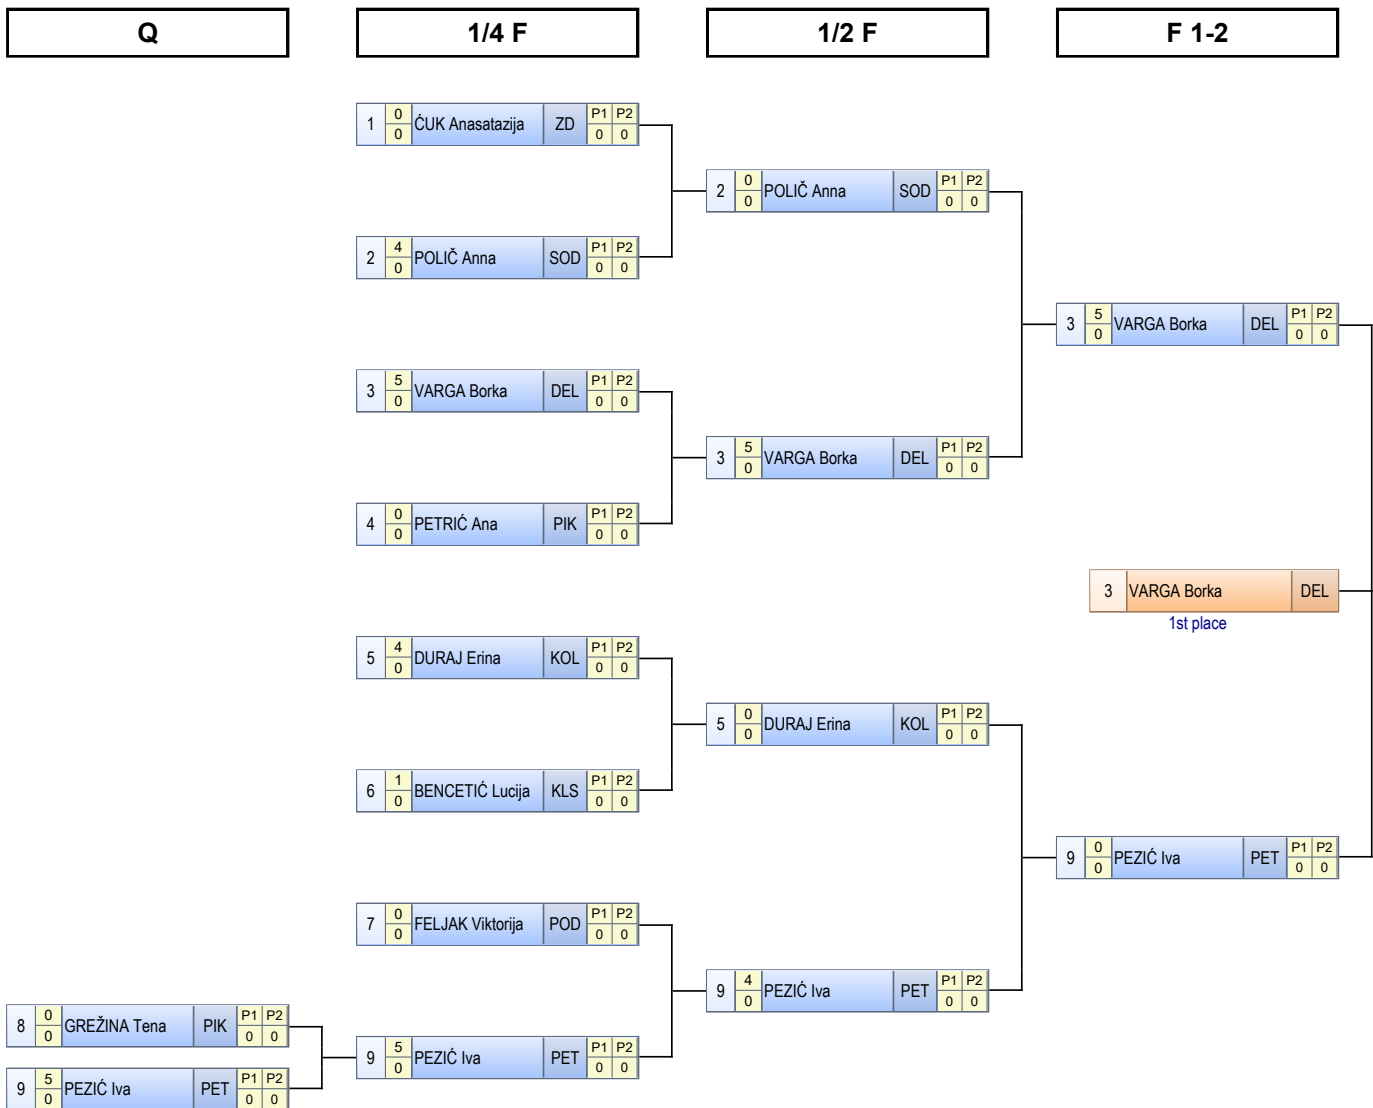 Q 1/4 F 1/2 F F 1-2
1 0 0 ĆUK Anasatazija ZD P1 P2 0 0
2 0 0 POLIČ Anna SOD P1 P2 0 0
2 4 0 POLIČ Anna SOD P1 P2 0 0
3 5 0 VARGA Borka DEL P1 P2 0 0
3 5 0 VARGA Borka DEL P1 P2 0 0
3 5 0 VARGA Borka DEL P1 P2 0 0
4 0 0 PETRIĆ Ana PIK P1 P2 0 0
3 VARGA Borka DEL
1st place
5 4 0 DURAJ Erina KOL P1 P2 0 0
5 0 0 DURAJ Erina KOL P1 P2 0 0
6 1 0 BENCETIĆ Lucija KLS P1 P2 0 0
9 0 0 PEZIĆ Iva PET P1 P2 0 0
7 0 0 FELJAK Viktorija POD P1 P2 0 0
9 4 0 PEZIĆ Iva PET P1 P2 0 0
8 0 0 GREŽINA Tena PIK P1 P2 0 0
9 5 0 PEZIĆ Iva PET P1 P2 0 0
9 5 0 PEZIĆ Iva PET P1 P2 0 0